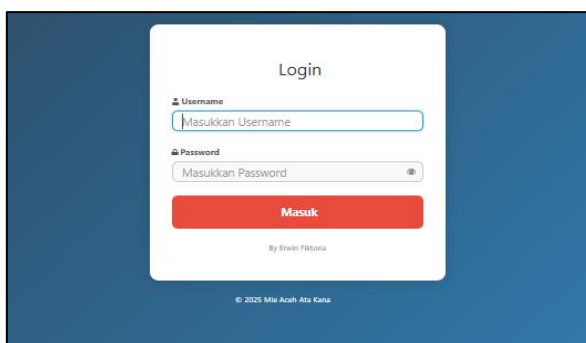 Login
Username
Masukkan Username
Password
Masukkan Password
Masuk
By Erwin Fiktoria
© 2025 Mie Aceh Ata Kana